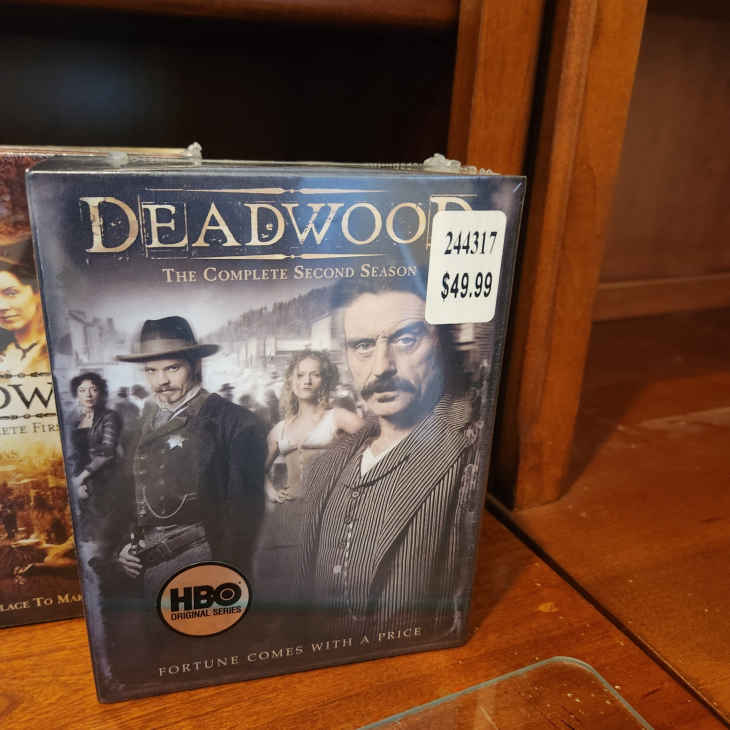 DEADWOOD
THE COMPLETE SECOND SEASON
244317
$49.99
HBO
ORIGINAL SERIES
FORTUNE COMES WITH A PRICE